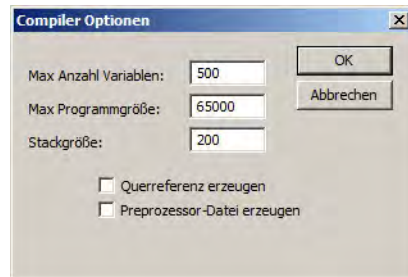 Compiler Optionen
Max Anzahl Variablen: 500
OK
Max Programmgröße: 65000
Abbrechen
Stackgröße: 200
Querreferenz erzeugen
Preprozessor-Datei erzeugen